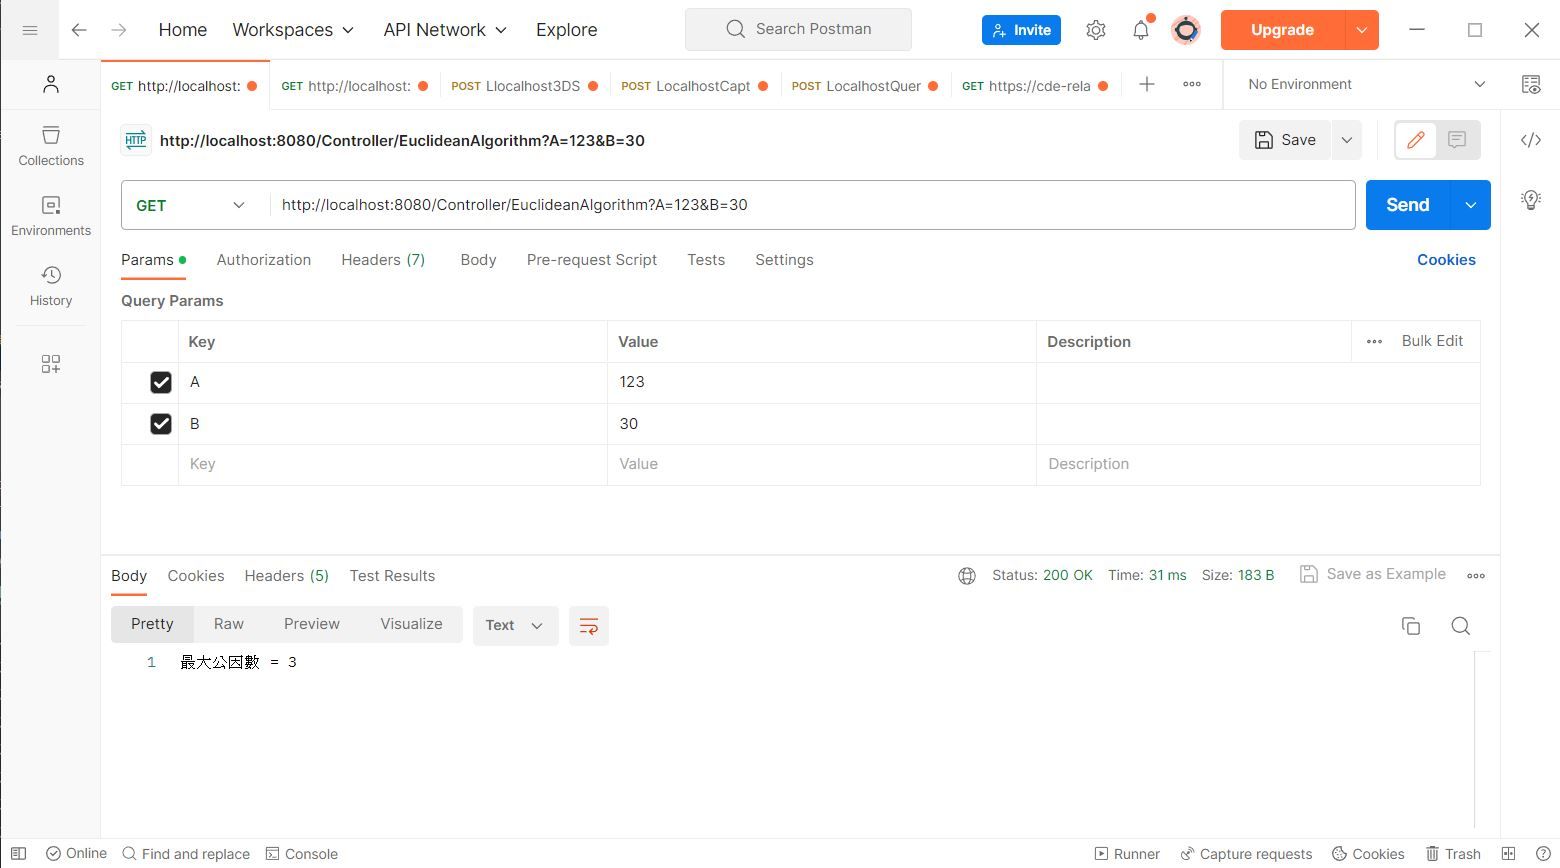 Home Workspaces API Network Explore Search Postman Invite Upgrade
GET http://localhost: GET http://localhost: POST Llocalhost3DS POST LocalhostCapt POST LocalhostQuer GET https://cde-rela No Environment
HTTP http://localhost:8080/Controller/EuclideanAlgorithm?A=123&B=30 Save
Collections
GET http://localhost:8080/Controller/EuclideanAlgorithm?A=123&B=30 Send
Environments
Params Authorization Headers (7) Body Pre-request Script Tests Settings Cookies
History
Query Params
Key Value Description Bulk Edit
A 123
B 30
Key Value Description
Body Cookies Headers (5) Test Results Status: 200 OK Time: 31 ms Size: 183 B Save as Example
Pretty Raw Preview Visualize Text
1 最大公因數 = 3
Online Find and replace Console Runner Capture requests Cookies Trash